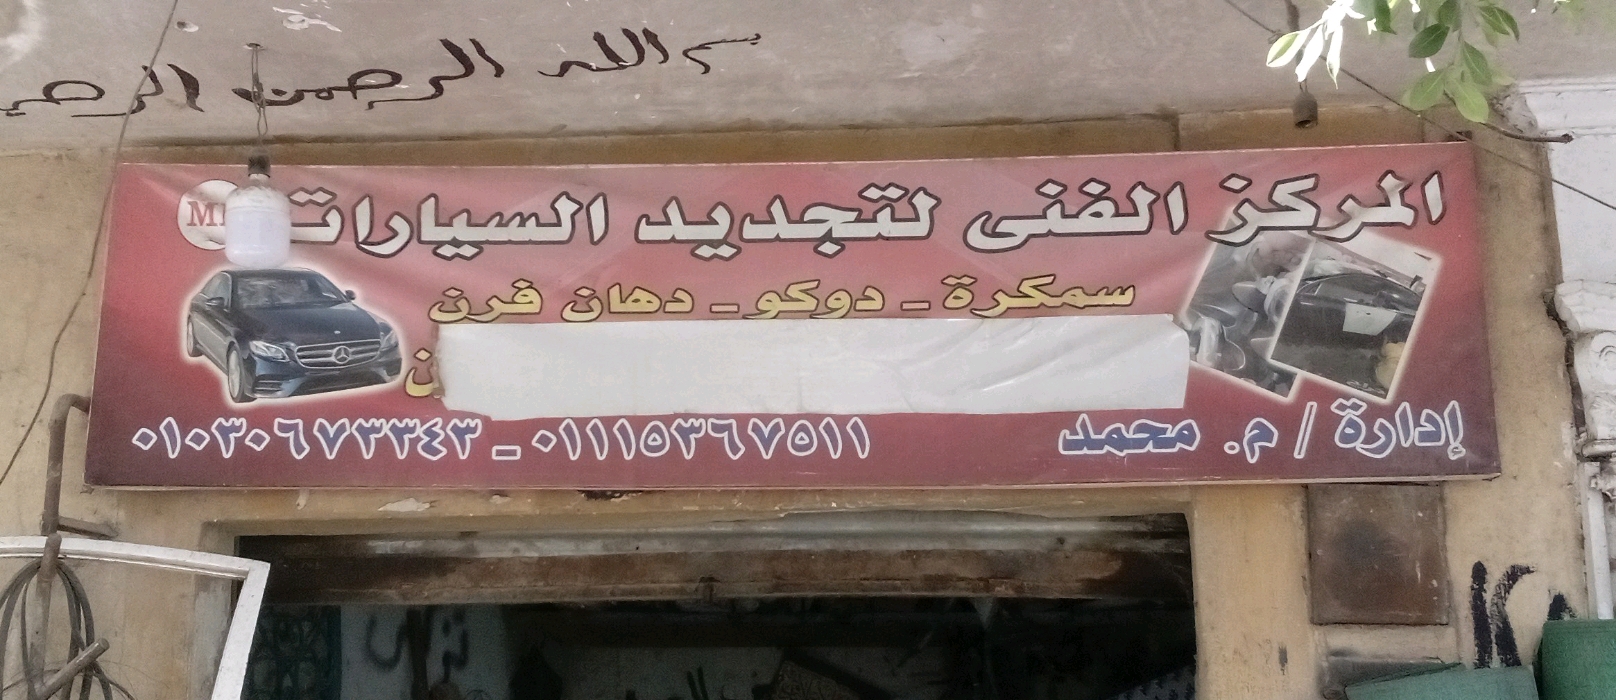 بسم الله الرحمن الرحيم
المركز الفنى لتجديد السيارات
سمكرة - دوكو - دهان فرن
إدارة / م. محمد
٠١١١٥٣٦٧٥١١ - ٠١٠٣٠٦٧٣٣٤٣